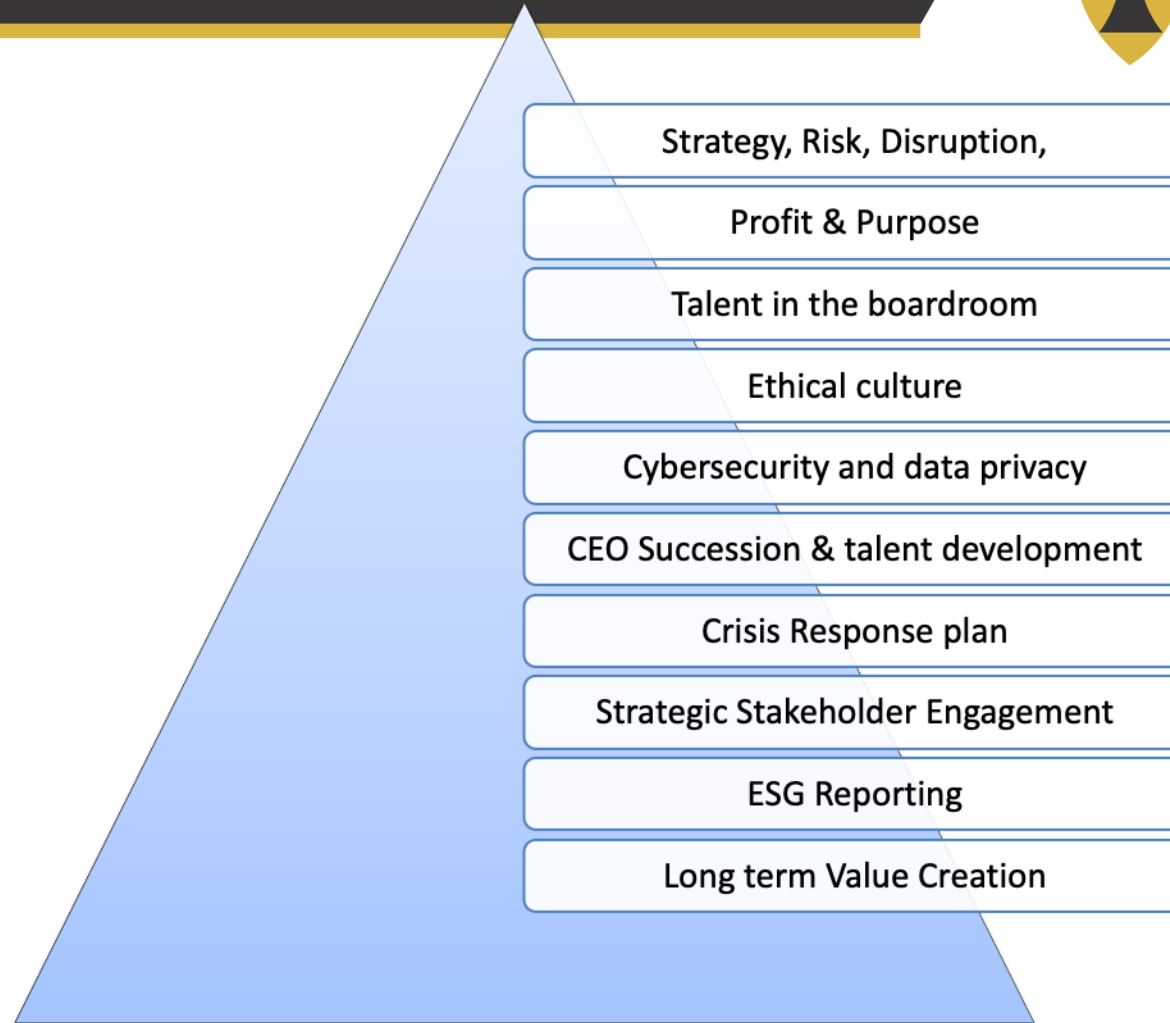 Strategy, Risk, Disruption,
Profit & Purpose
Talent in the boardroom
Ethical culture
Cybersecurity and data privacy
CEO Succession & talent development
Crisis Response plan
Strategic Stakeholder Engagement
ESG Reporting
Long term Value Creation